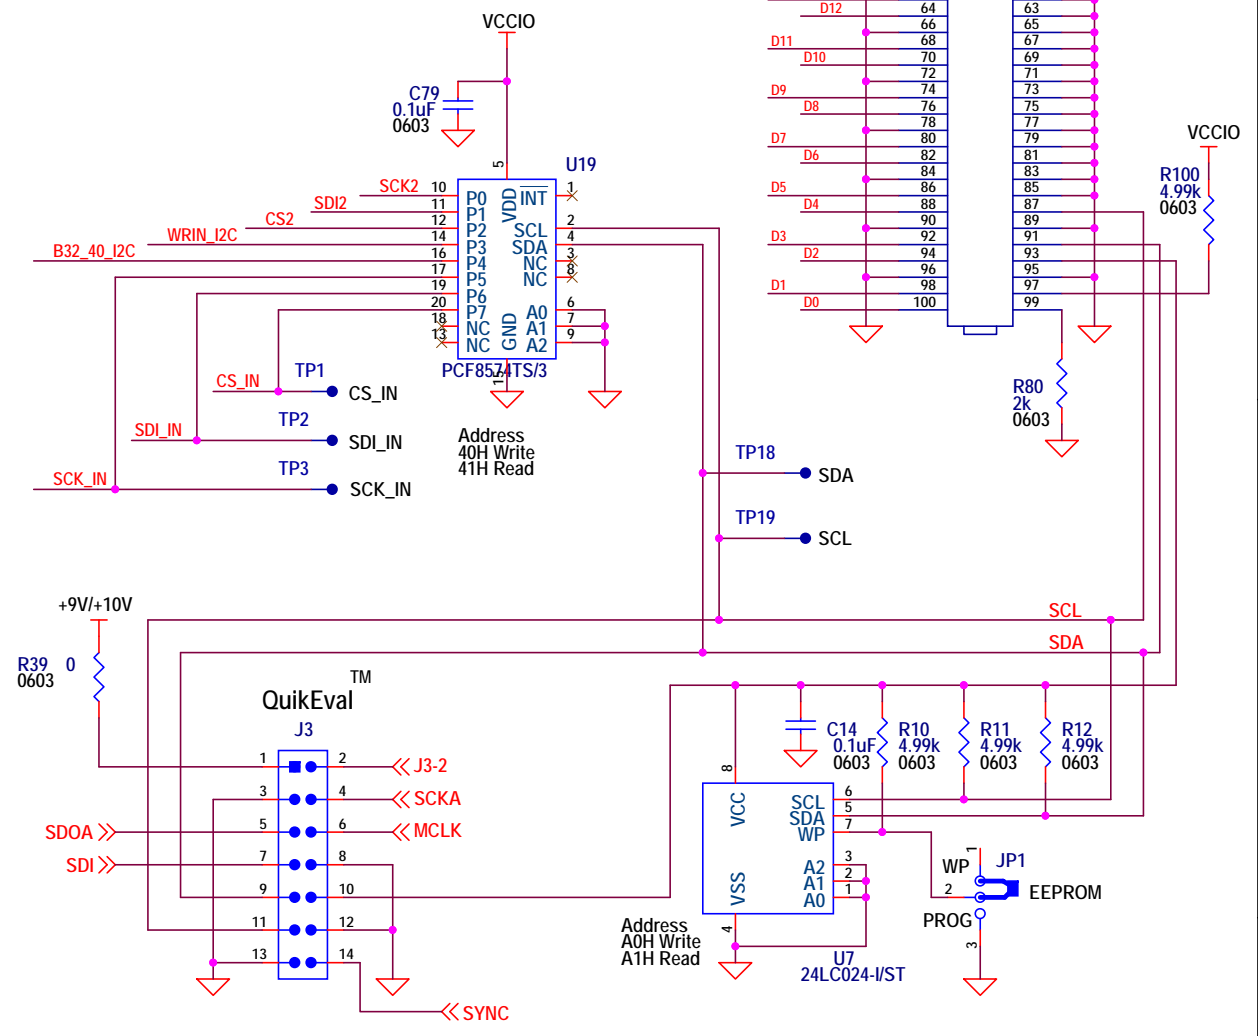 VCCIO
C79
0.1uF
0603
U19
5
VDD
SCK2 10 P0 INT 1
SDI2 11 P1
CS2 12 P2 SCL 2
WRIN_I2C 14 P3 SDA 4
B32_40_I2C 16 P4 NC 3
17 P5 NC 8
19 P6
20 P7 A0 6
18 NC A1 7
13 NC A2 9
GND
15
PCF8574TS/3
Address
40H Write
41H Read
CS_IN TP1 CS_IN
SDI_IN TP2 SDI_IN
SCK_IN TP3 SCK_IN
D12 64 63
66 65
D11 68 67
D10 70 69
72 71
D9 74 73
D8 76 75
78 77
D7 80 79
D6 82 81
84 83
D5 86 85
D4 88 87
90 89
D3 92 91
D2 94 93
96 95
D1 98 97
D0 100 99
VCCIO
R100
4.99k
0603
R80
2k
0603
TP18 SDA
TP19 SCL
SCL
SDA
+9V/+10V
R39 0
0603
QuikEval TM
J3
1 2 J3-2
3 4 SCKA
SDOA 5 6 MCLK
SDI 7 8
9 10
11 12
13 14
SYNC
C14
0.1uF
0603
R10
4.99k
0603
R11
4.99k
0603
R12
4.99k
0603
8
VCC
SCL 6
SDA 5
WP 7
A2 3
A1 2
A0 1
VSS
4
Address
A0H Write
A1H Read
U7
24LC024-I/ST
1
WP JP1
2 EEPROM
PROG
3